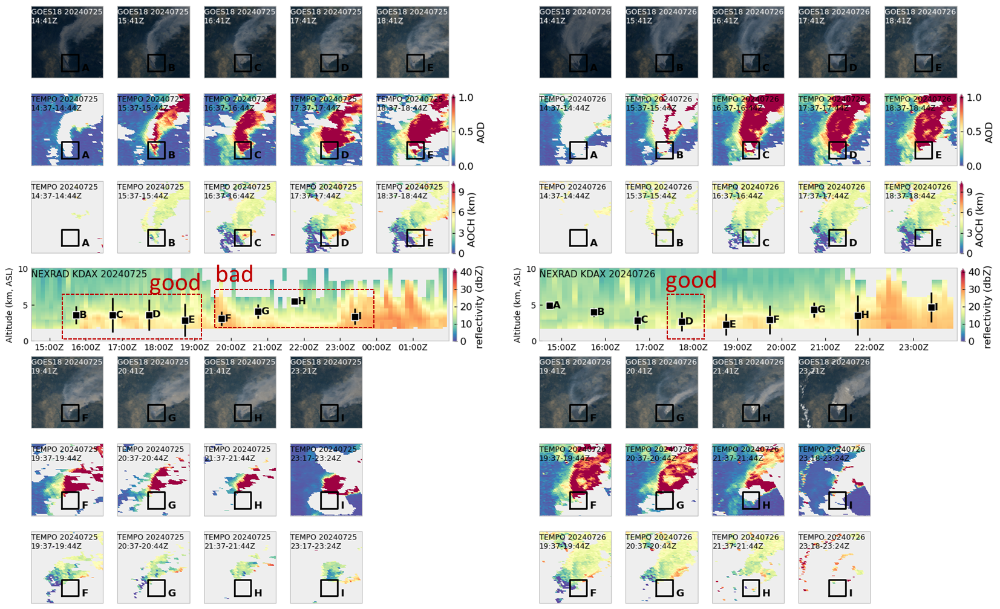 GOES18 20240725
14:41Z
A
GOES18 20240725
15:41Z
B
GOES18 20240725
16:41Z
C
GOES18 20240725
17:41Z
D
GOES18 20240725
18:41Z
E
GOES18 20240726
14:41Z
A
GOES18 20240726
15:41Z
B
GOES18 20240726
16:41Z
C
GOES18 20240726
17:41Z
D
GOES18 20240726
18:41Z
E
TEMPO 20240725
14:37-14:44Z
A
TEMPO 20240725
15:37-15:44Z
B
TEMPO 20240725
16:37-16:44Z
C
TEMPO 20240725
17:37-17:44Z
D
TEMPO 20240725
18:37-18:44Z
E
1.0
0.5
0.0
AOD
TEMPO 20240726
14:37-14:44Z
A
TEMPO 20240726
15:37-15:44Z
B
TEMPO 20240726
16:37-16:44Z
C
TEMPO 20240726
17:37-17:44Z
D
TEMPO 20240726
18:37-18:44Z
E
1.0
0.5
0.0
AOD
TEMPO 20240725
14:37-14:44Z
A
TEMPO 20240725
15:37-15:44Z
B
TEMPO 20240725
16:37-16:44Z
C
TEMPO 20240725
17:37-17:44Z
D
TEMPO 20240725
18:37-18:44Z
E
9
6
3
0
AOCH (km)
TEMPO 20240726
14:37-14:44Z
A
TEMPO 20240726
15:37-15:44Z
B
TEMPO 20240726
16:37-16:44Z
C
TEMPO 20240726
17:37-17:44Z
D
TEMPO 20240726
18:37-18:44Z
E
9
6
3
0
AOCH (km)
Altitude (km, ASL)
10
5
0
NEXRAD KDAX 20240725
good
bad
B
C
D
E
F
G
H
I
15:00Z 16:00Z 17:00Z 18:00Z 19:00Z 20:00Z 21:00Z 22:00Z 23:00Z 00:00Z 01:00Z
40
30
20
10
0
reflectivity (dbZ)
Altitude (km, ASL)
10
5
0
NEXRAD KDAX 20240726
good
A
B
C
D
E
F
G
H
I
15:00Z 16:00Z 17:00Z 18:00Z 19:00Z 20:00Z 21:00Z 22:00Z 23:00Z
40
30
20
10
0
reflectivity (dbZ)
GOES18 20240725
19:41Z
F
GOES18 20240725
20:41Z
G
GOES18 20240725
21:41Z
H
GOES18 20240725
23:21Z
I
GOES18 20240726
19:41Z
F
GOES18 20240726
20:41Z
G
GOES18 20240726
21:41Z
H
GOES18 20240726
23:21Z
I
TEMPO 20240725
19:37-19:44Z
F
TEMPO 20240725
20:37-20:44Z
G
TEMPO 20240725
21:37-21:44Z
H
TEMPO 20240725
23:17-23:24Z
I
TEMPO 20240726
19:37-19:44Z
F
TEMPO 20240726
20:37-20:44Z
G
TEMPO 20240726
21:37-21:44Z
H
TEMPO 20240726
23:18-23:24Z
I
TEMPO 20240725
19:37-19:44Z
F
TEMPO 20240725
20:37-20:44Z
G
TEMPO 20240725
21:37-21:44Z
H
TEMPO 20240725
23:17-23:24Z
I
TEMPO 20240726
19:37-19:44Z
F
TEMPO 20240726
20:37-20:44Z
G
TEMPO 20240726
21:37-21:44Z
H
TEMPO 20240726
23:18-23:24Z
I